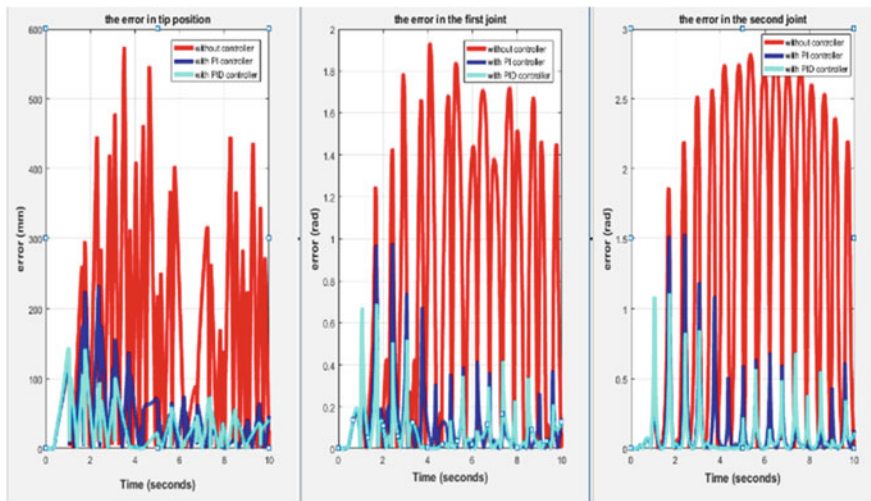 the error in tip position
600
500
400
300
200
100
0
error (mm)
without controller
with PI controller
with PID controller
0 2 4 6 8 10
Time (seconds)
the error in the first joint
2
1.8
1.6
1.4
1.2
1
0.8
0.6
0.4
0.2
0
error (rad)
without controller
with PI controller
with PID controller
0 2 4 6 8 10
Time (seconds)
the error in the second joint
3
2.5
2
1.5
1
0.5
0
error (rad)
without controller
with PI controller
with PID controller
0 2 4 6 8 10
Time (seconds)